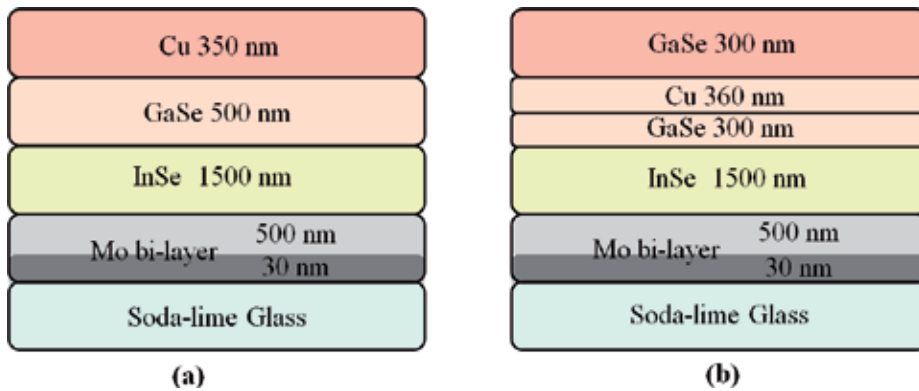 Cu 350 nm
GaSe 500 nm
InSe 1500 nm
Mo bi-layer
500 nm
30 nm
Soda-lime Glass
(a)
GaSe 300 nm
Cu 360 nm
GaSe 300 nm
InSe 1500 nm
Mo bi-layer
500 nm
30 nm
Soda-lime Glass
(b)